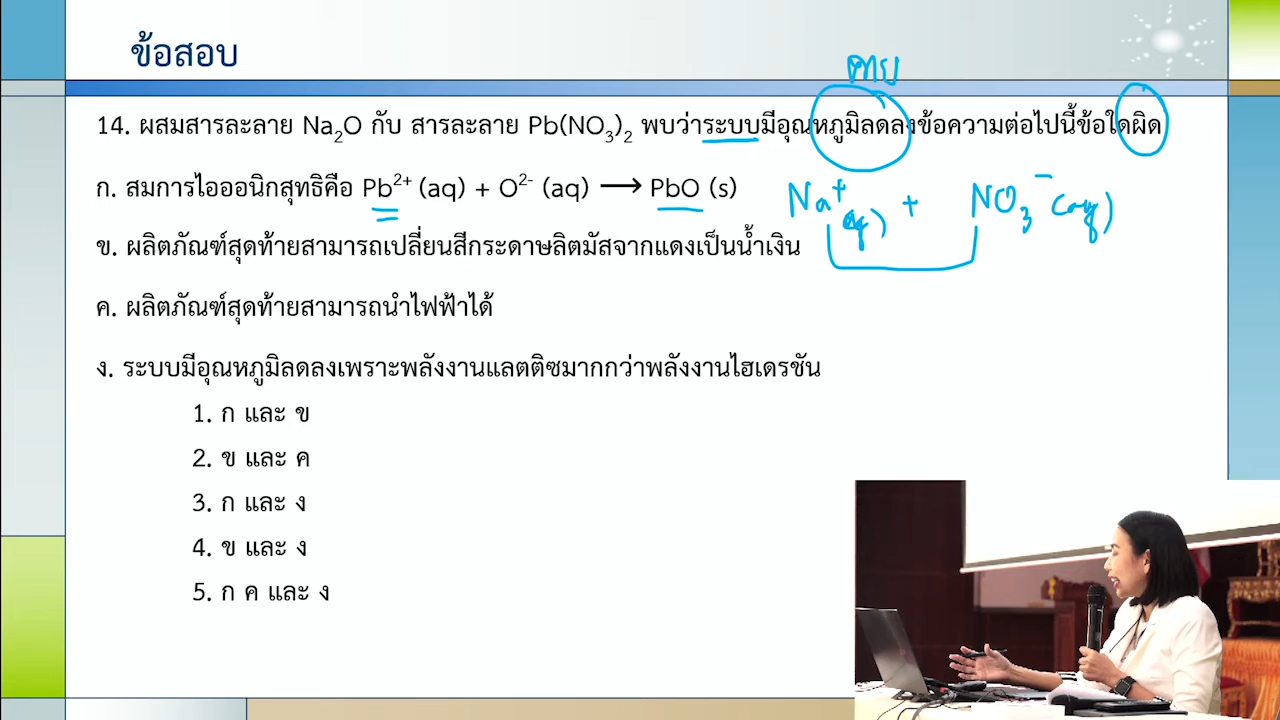 ข้อสอบ
คาย
14. ผสมสารละลาย Na₂O กับ สารละลาย Pb(NO₃)₂ พบว่าระบบมีอุณหภูมิลดลงข้อความต่อไปนี้ข้อใดผิด
ก. สมการไอออนิกสุทธิคือ Pb²⁺ (aq) + O²⁻ (aq) ⟶ PbO (s)
Na⁺(aq) + NO₃⁻(aq)
ข. ผลิตภัณฑ์สุดท้ายสามารถเปลี่ยนสีกระดาษลิตมัสจากแดงเป็นน้ำเงิน
ค. ผลิตภัณฑ์สุดท้ายสามารถนำไฟฟ้าได้
ง. ระบบมีอุณหภูมิลดลงเพราะพลังงานแลตติซมากกว่าพลังงานไฮเดรชัน
1. ก และ ข
2. ข และ ค
3. ก และ ง
4. ข และ ง
5. ก ค และ ง